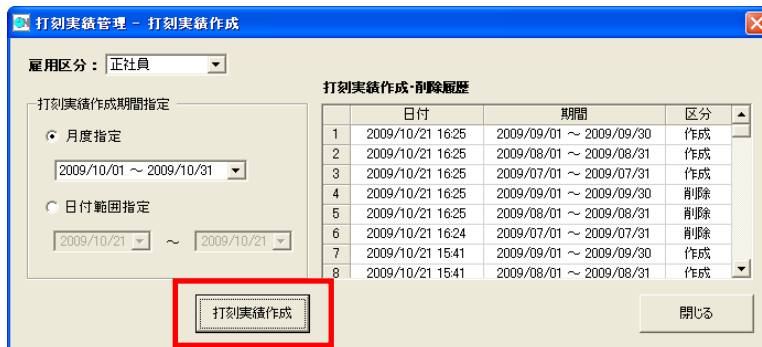 打刻実績管理 - 打刻実績作成
雇用区分： 正社員
打刻実績作成期間指定
月度指定
2009/10/01 ～ 2009/10/31
日付範囲指定
2009/10/21 ～ 2009/10/21
打刻実績作成・削除履歴
日付 期間 区分
1 2009/10/21 16:25 2009/09/01 ～ 2009/09/30 作成
2 2009/10/21 16:25 2009/08/01 ～ 2009/08/31 作成
3 2009/10/21 16:25 2009/07/01 ～ 2009/07/31 作成
4 2009/10/21 16:25 2009/09/01 ～ 2009/09/30 削除
5 2009/10/21 16:25 2009/08/01 ～ 2009/08/31 削除
6 2009/10/21 16:24 2009/07/01 ～ 2009/07/31 削除
7 2009/10/21 15:41 2009/09/01 ～ 2009/09/30 作成
8 2009/10/21 15:41 2009/08/01 ～ 2009/08/31 作成
打刻実績作成
閉じる